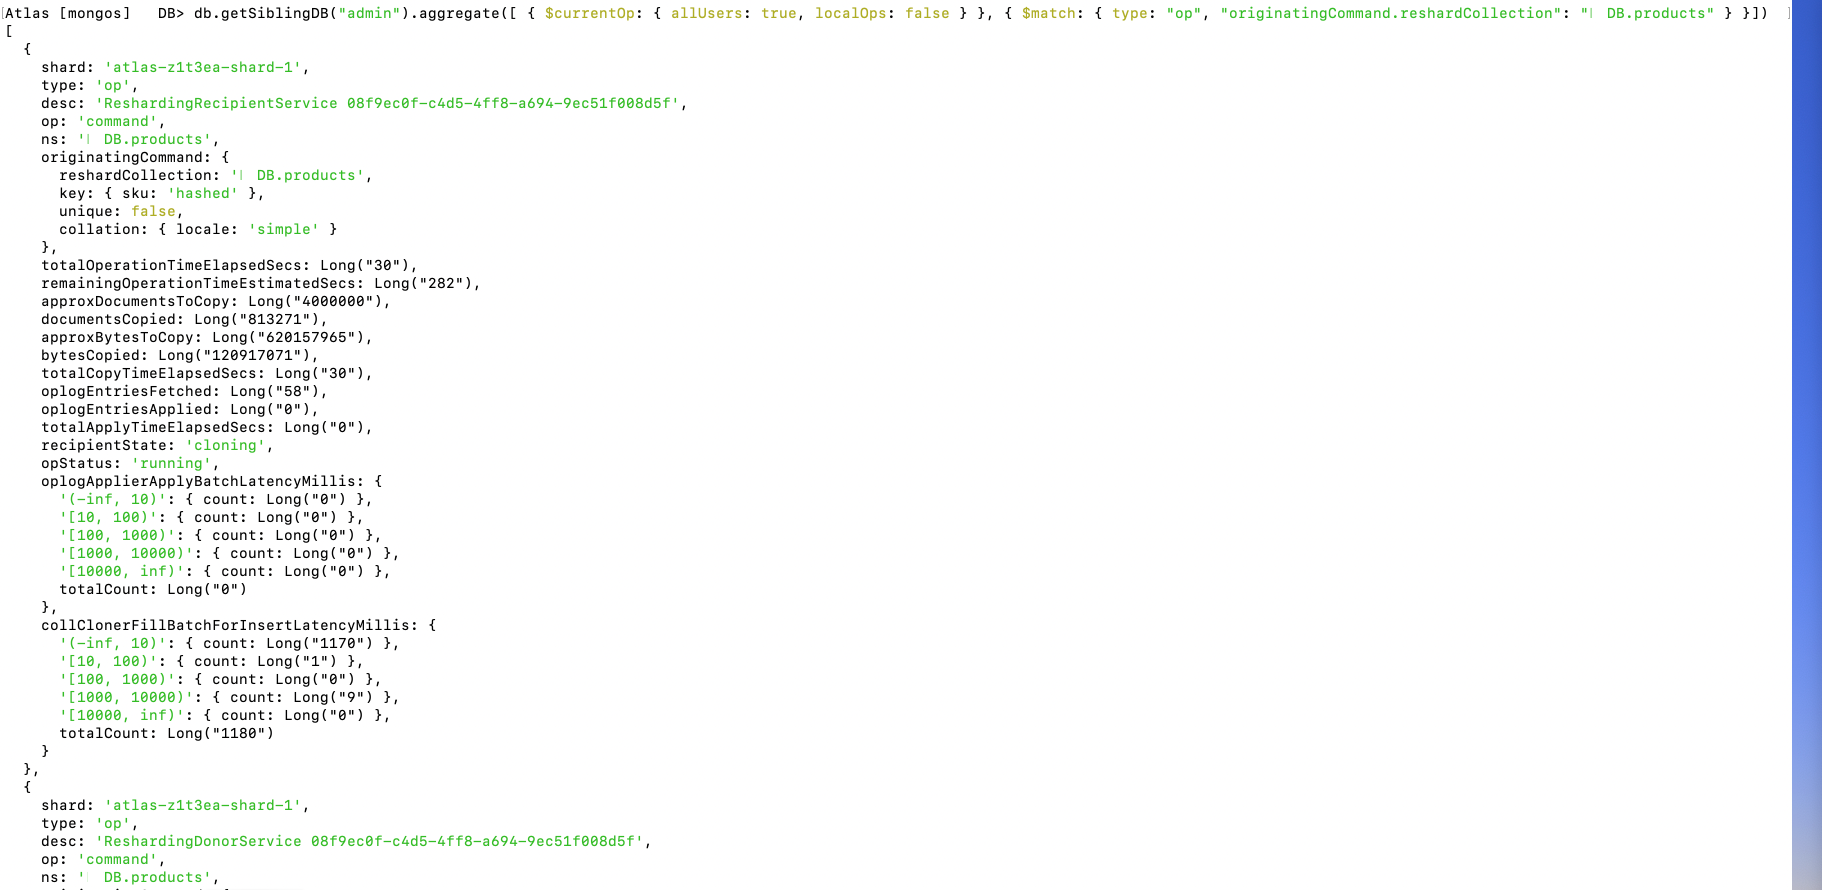 Atlas [mongos]   DB> db.getSiblingDB("admin").aggregate([ { $currentOp: { allUsers: true, localOps: false } }, { $match: { type: "op", "originatingCommand.reshardCollection": " DB.products" } }])
[
  {
    shard: 'atlas-z1t3ea-shard-1',
    type: 'op',
    desc: 'ReshardingRecipientService 08f9ec0f-c4d5-4ff8-a694-9ec51f008d5f',
    op: 'command',
    ns: ' DB.products',
    originatingCommand: {
      reshardCollection: ' DB.products',
      key: { sku: 'hashed' },
      unique: false,
      collation: { locale: 'simple' }
    },
    totalOperationTimeElapsedSecs: Long("30"),
    remainingOperationTimeEstimatedSecs: Long("282"),
    approxDocumentsToCopy: Long("4000000"),
    documentsCopied: Long("813271"),
    approxBytesToCopy: Long("620157965"),
    bytesCopied: Long("120917071"),
    totalCopyTimeElapsedSecs: Long("30"),
    oplogEntriesFetched: Long("58"),
    oplogEntriesApplied: Long("0"),
    totalApplyTimeElapsedSecs: Long("0"),
    recipientState: 'cloning',
    opStatus: 'running',
    oplogApplierApplyBatchLatencyMillis: {
      '(-inf, 10)': { count: Long("0") },
      '[10, 100)': { count: Long("0") },
      '[100, 1000)': { count: Long("0") },
      '[1000, 10000)': { count: Long("0") },
      '[10000, inf)': { count: Long("0") },
      totalCount: Long("0")
    },
    collClonerFillBatchForInsertLatencyMillis: {
      '(-inf, 10)': { count: Long("1170") },
      '[10, 100)': { count: Long("1") },
      '[100, 1000)': { count: Long("0") },
      '[1000, 10000)': { count: Long("9") },
      '[10000, inf)': { count: Long("0") },
      totalCount: Long("1180")
    }
  },
  {
    shard: 'atlas-z1t3ea-shard-1',
    type: 'op',
    desc: 'ReshardingDonorService 08f9ec0f-c4d5-4ff8-a694-9ec51f008d5f',
    op: 'command',
    ns: ' DB.products',